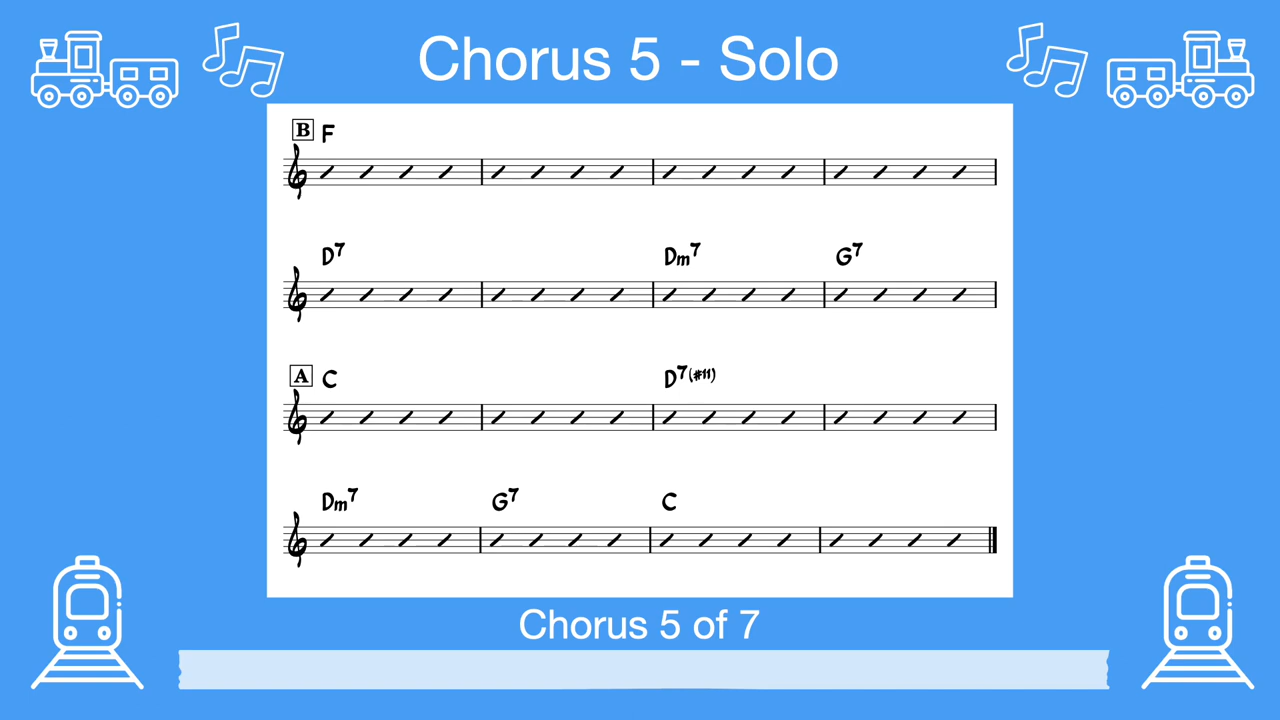 Chorus 5 - Solo
B F
D7 Dm7 G7
A C D7(#11)
Dm7 G7 C
Chorus 5 of 7